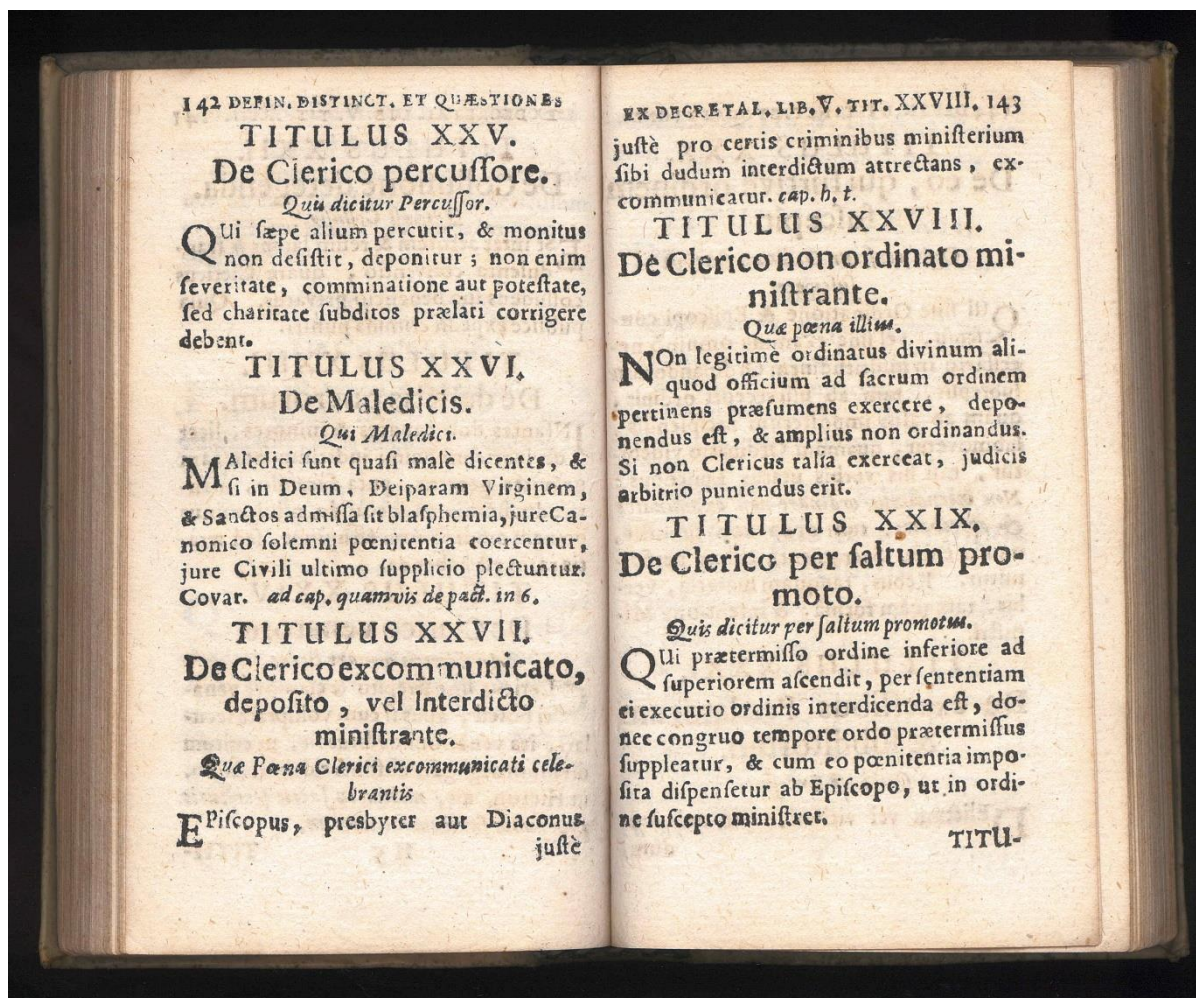 142 DEFIN. DISTINCT. ET QUÆSTIONES
TITULUS XXV.
De Clerico percuſſore.
Quis dicitur Percuſſor.
QUi ſæpe alium percutit, & monitus
non deſiſtit, deponitur ; non enim
ſeveritate, comminatione aut poteſtate,
ſed charitate ſubditos prælati corrigere
debent.
TITULUS XXVI.
De Maledicis.
Qui Maledici.
MAledici ſunt quaſi malè dicentes, &
ſi in Deum, Deiparam Virginem,
& Sanctos admiſſa ſit blaſphemia, jure Ca-
nonico ſolemni pœnitentia coercentur,
jure Civili ultimo ſupplicio plectuntur.
Covar. ad cap. quamvis de pact. in 6.
TITULUS XXVII.
De Clerico excommunicato,
depoſito , vel Interdicto
miniſtrante.
Quæ Pœna Clerici excommunicati cele-
brantis
EPiſcopus, presbyter aut Diaconus
juſtè
EX DECRETAL. LIB. V. TIT. XXVIII. 143
juſtè pro certis criminibus miniſterium
ſibi dudum interdictum attrectans , ex-
communicatur. cap. h. t.
TITULUS XXVIII.
De Clerico non ordinato mi-
niſtrante.
Quæ pœna illius.
NOn legitimè ordinatus divinum ali-
quod officium ad ſacrum ordinem
pertinens præſumens exercere, depo-
nendus eſt, & amplius non ordinandus.
Si non Clericus talia exerceat, judicis
arbitrio puniendus erit.
TITULUS XXIX.
De Clerico per ſaltum pro-
moto.
Quis dicitur per ſaltum promotus.
QUi prætermiſſo ordine inferiore ad
ſuperiorem aſcendit, per ſententiam
ei executio ordinis interdicenda eſt, do-
nec congruo tempore ordo prætermiſſus
ſuppleatur, & cum eo pœnitentia impo-
ſita diſpenſetur ab Epiſcopo, ut in ordi-
ne ſuſcepto miniſtret.
TITU-